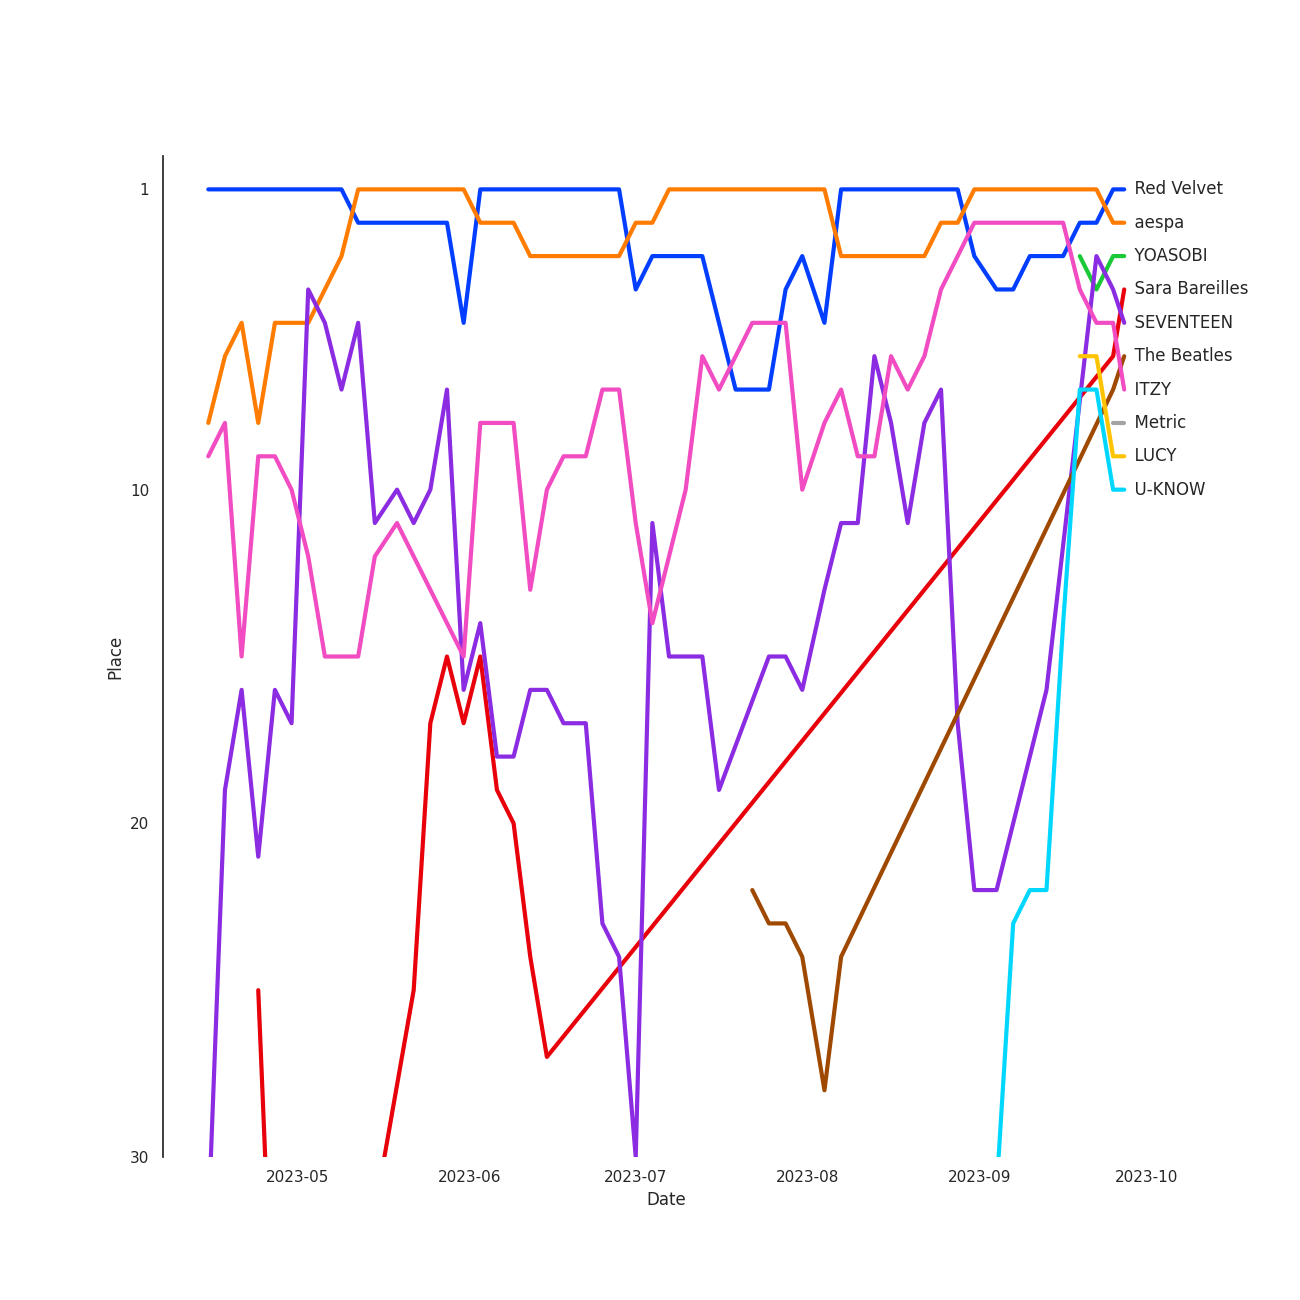 1
10
20
30
Place
2023-05
2023-06
2023-07
2023-08
2023-09
2023-10
Date
Red Velvet
aespa
YOASOBI
Sara Bareilles
SEVENTEEN
The Beatles
ITZY
Metric
LUCY
U-KNOW